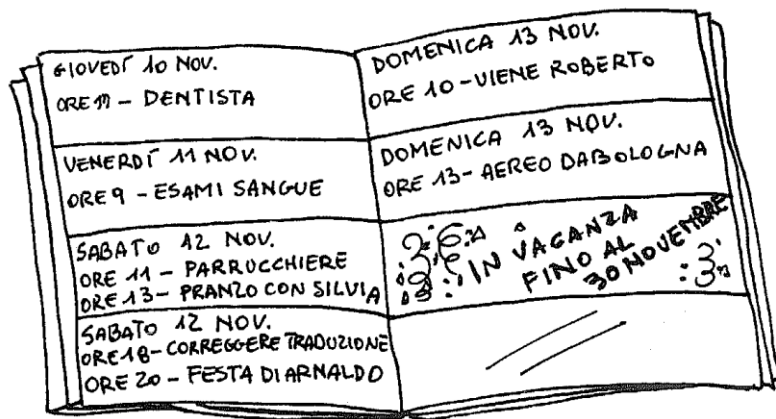 GIOVEDÌ 10 NOV.
ORE - DENTISTA
VENERDÌ 11 NOV.
ORE 9 - ESAMI SANGUE
SABATO 12 NOV.
ORE 11 - PARRUCCHIERE
ORE 13 - PRANZO CON SILVIA
SABATO 12 NOV.
ORE 18 - CORREGGERE TRADUZIONE
ORE 20 - FESTA DI ARNALDO
DOMENICA 13 NOV.
ORE 10 - VIENE ROBERTO
DOMENICA 13 NOV.
ORE 13 - AEREO DA BOLOGNA
IN VACANZA
FINO AL
30 NOVEMBRE